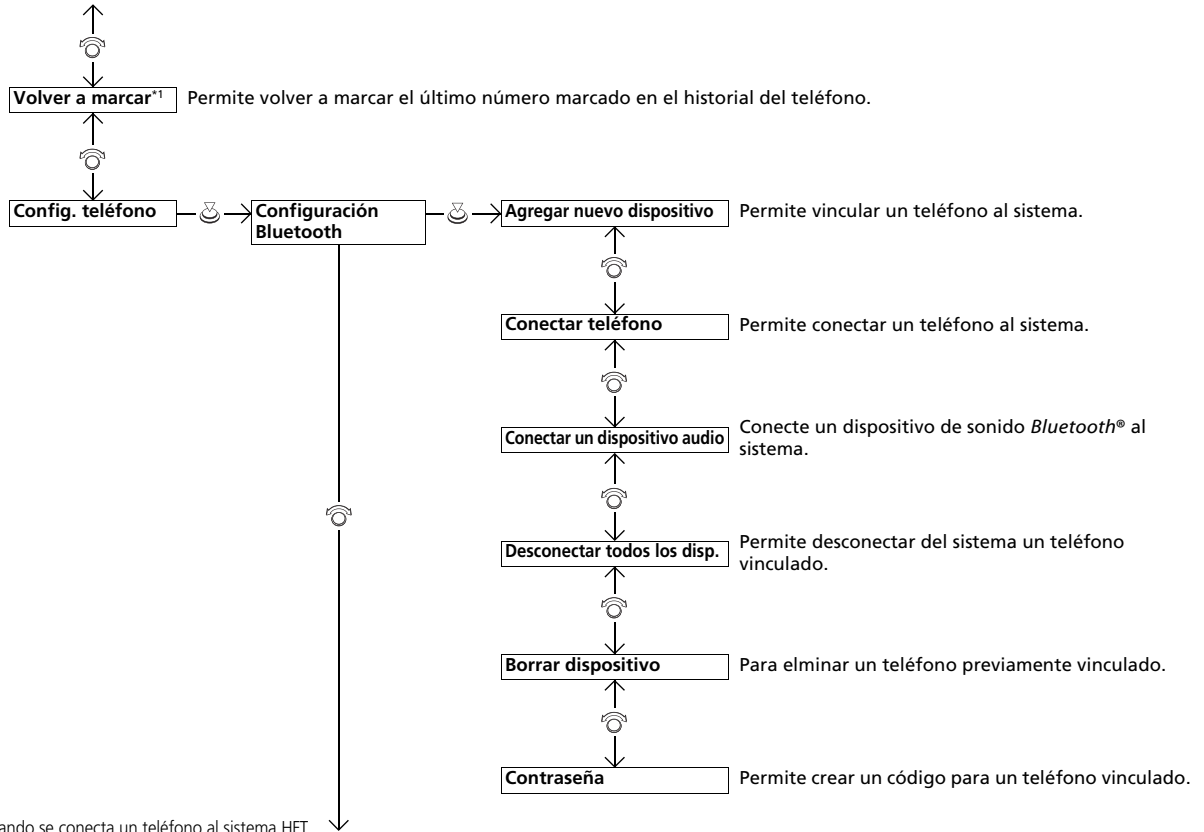 Volver a marcar*1 Permite volver a marcar el último número marcado en el historial del teléfono.
Config. teléfono
Configuración
Bluetooth
Agregar nuevo dispositivo Permite vincular un teléfono al sistema.
Conectar teléfono Permite conectar un teléfono al sistema.
Conectar un dispositivo audio Conecte un dispositivo de sonido Bluetooth® al
sistema.
Desconectar todos los disp. Permite desconectar del sistema un teléfono
vinculado.
Borrar dispositivo Para elminar un teléfono previamente vinculado.
Contraseña Permite crear un código para un teléfono vinculado.
ando se conecta un teléfono al sistema HFT